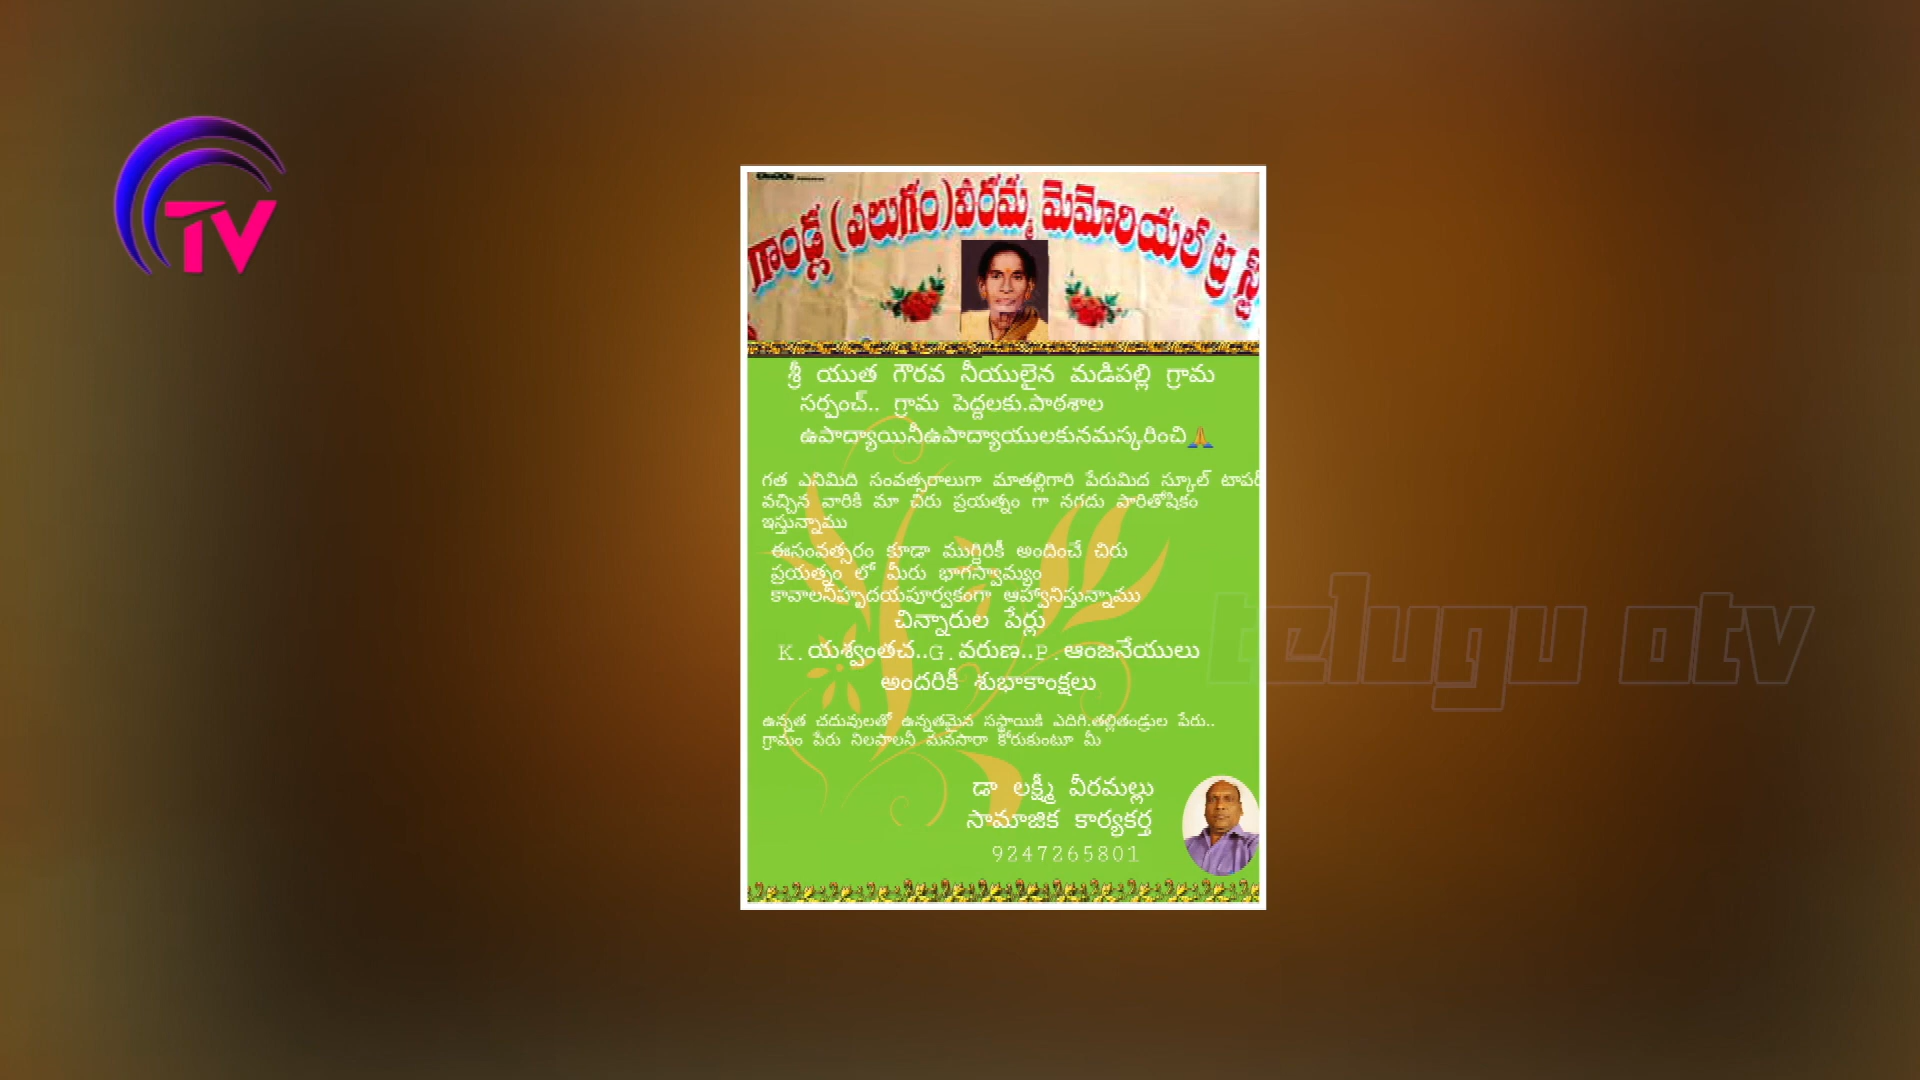 TV
గాండ్ల (ఎలుగం) వీరమ్మ మెమోరియల్ ట్రస్ట్
శ్రీ యుత గౌరవ నీయులైన మడిపల్లి గ్రామ
సర్పంచ్.. గ్రామ పెద్దలకు.పాఠశాల
ఉపాద్యాయినీఉపాద్యాయులకునమస్కరించి🙏
గత ఎనిమిది సంవత్సరాలుగా మాతల్లిగారి పేరుమిద స్కూల్ టాపర్
వచ్చిన వారికి మా చిరు ప్రయత్నం గా నగదు పారితోషికం
ఇస్తున్నాము
ఈసంవత్సరం కూడా ముగ్గిరికీ అందించే చిరు
ప్రయత్నం లో మీరు భాగస్వామ్యం
కావాలనీహృదయపూర్వకంగా ఆహ్వానిస్తున్నాము
చిన్నారుల పేర్లు
K.యశ్వంతచ..G.వరుణ..P.ఆంజనేయులు
అందరికీ శుభాకాంక్షలు
ఉన్నత చదువులతో ఉన్నతమైన సస్థాయికి ఎదిగి.తల్లితండ్రుల పేరు..
గ్రామం పేరు నిలపాలనీ మనసారా కోరుకుంటూ మీ
డా లక్ష్మీ వీరమల్లు
సామాజిక కార్యకర్త
9247265801
telugu atv